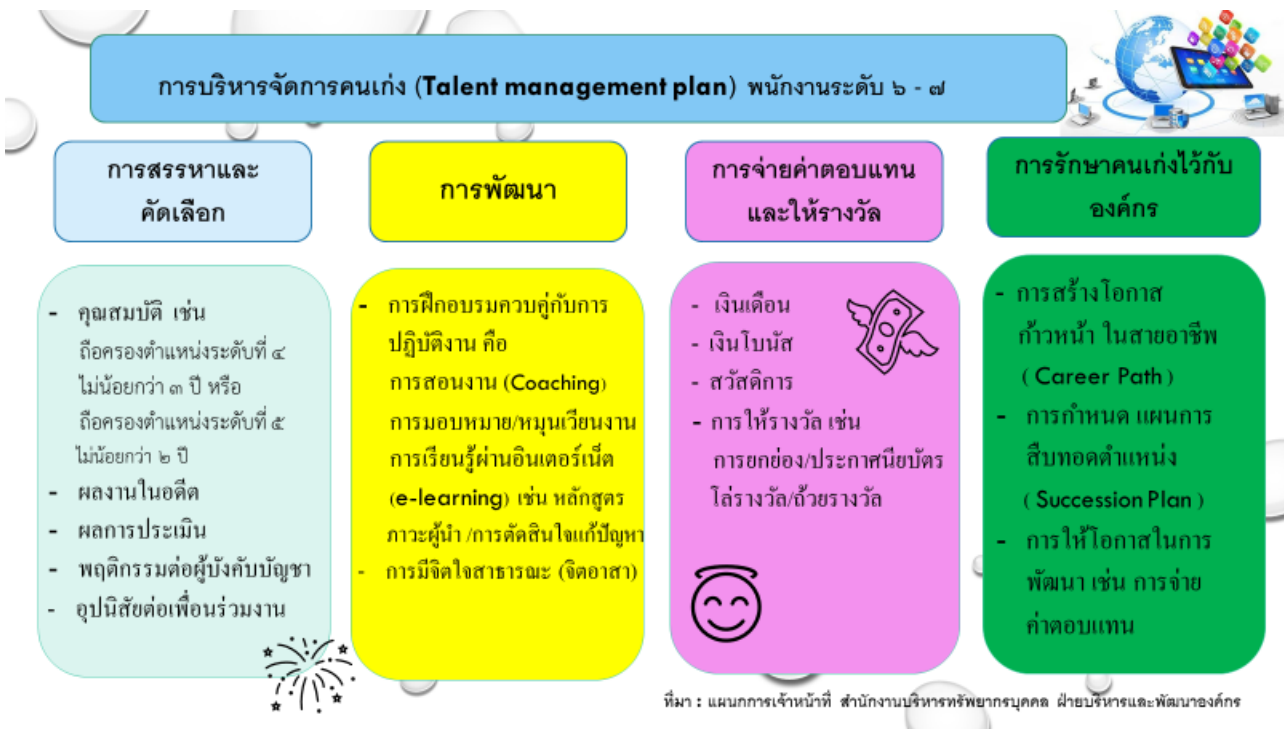 การบริหารจัดการคนเก่ง (Talent management plan) พนักงานระดับ ๖ - ๗
การสรรหาและ
คัดเลือก
- คุณสมบัติ เช่น
ถือครองตำแหน่งระดับที่ ๔
ไม่น้อยกว่า ๓ ปี หรือ
ถือครองตำแหน่งระดับที่ ๕
ไม่น้อยกว่า ๒ ปี
- ผลงานในอดีต
- ผลการประเมิน
- พฤติกรรมต่อผู้บังคับบัญชา
- อุปนิสัยต่อเพื่อนร่วมงาน
การพัฒนา
- การฝึกอบรมควบคู่กับการ
ปฏิบัติงาน คือ
การสอนงาน (Coaching)
การมอบหมาย/หมุนเวียนงาน
การเรียนรู้ผ่านอินเตอร์เน็ต
(e-learning) เช่น หลักสูตร
ภาวะผู้นำ /การตัดสินใจแก้ปัญหา
- การมีจิตใจสาธารณะ (จิตอาสา)
การจ่ายค่าตอบแทน
และให้รางวัล
- เงินเดือน
- เงินโบนัส
- สวัสดิการ
- การให้รางวัล เช่น
การยกย่อง/ประกาศนียบัตร
โล่รางวัล/ถ้วยรางวัล
การรักษาคนเก่งไว้กับ
องค์กร
- การสร้างโอกาส
ก้าวหน้า ในสายอาชีพ
( Career Path )
- การกำหนด แผนการ
สืบทอดตำแหน่ง
( Succession Plan )
- การให้โอกาสในการ
พัฒนา เช่น การจ่าย
ค่าตอบแทน
ที่มา : แผนกการเจ้าหน้าที่ สำนักงานบริหารทรัพยากรบุคคล ฝ่ายบริหารและพัฒนาองค์กร